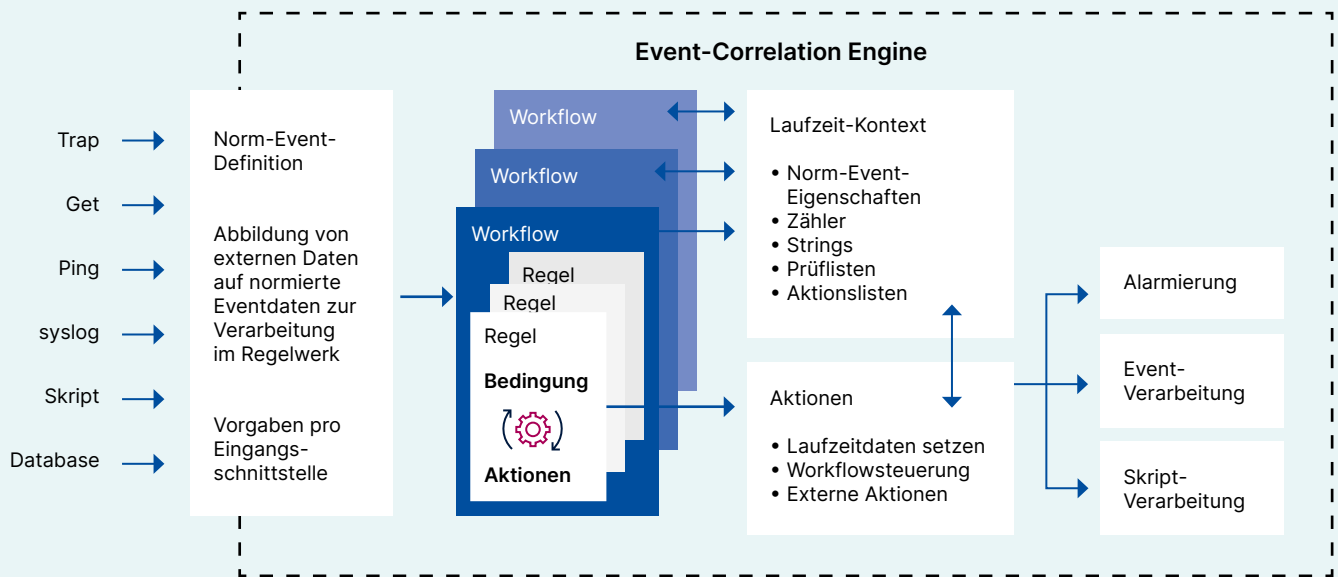 Event-Correlation Engine
Trap
Get
Ping
syslog
Skript
Database
Norm-Event-
Definition
Abbildung von
externen Daten
auf normierte
Eventdaten zur
Verarbeitung
im Regelwerk
Vorgaben pro
Eingangs-
schnittstelle
Workflow
Workflow
Workflow
Regel
Regel
Regel
Bedingung
Aktionen
Laufzeit-Kontext
• Norm-Event-
Eigenschaften
• Zähler
• Strings
• Prüflisten
• Aktionslisten
Aktionen
• Laufzeitdaten setzen
• Workflowsteuerung
• Externe Aktionen
Alarmierung
Event-
Verarbeitung
Skript-
Verarbeitung